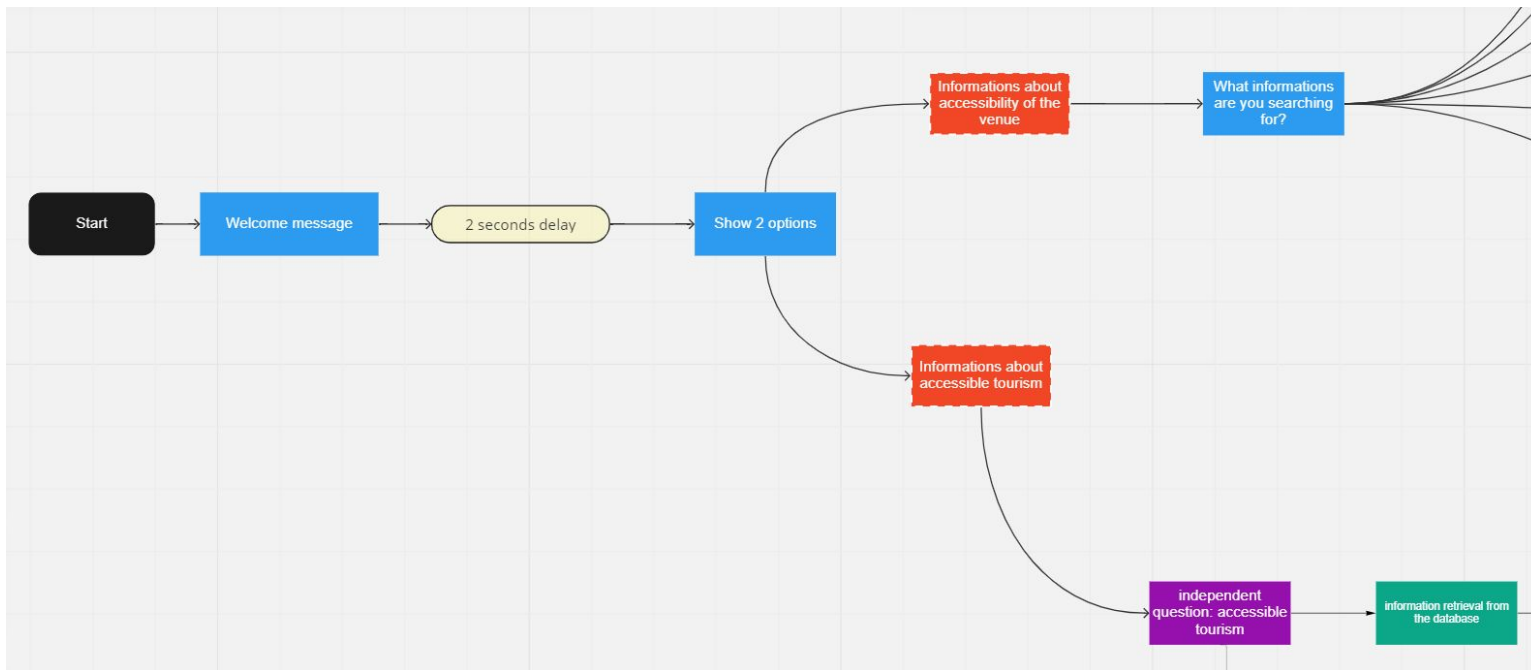 Informations about
accessibility of the
venue
What informations
are you searching
for?
Start
Welcome message
2 seconds delay
Show 2 options
Informations about
accessible tourism
independent
question: accessible
tourism
information retrieval from
the database